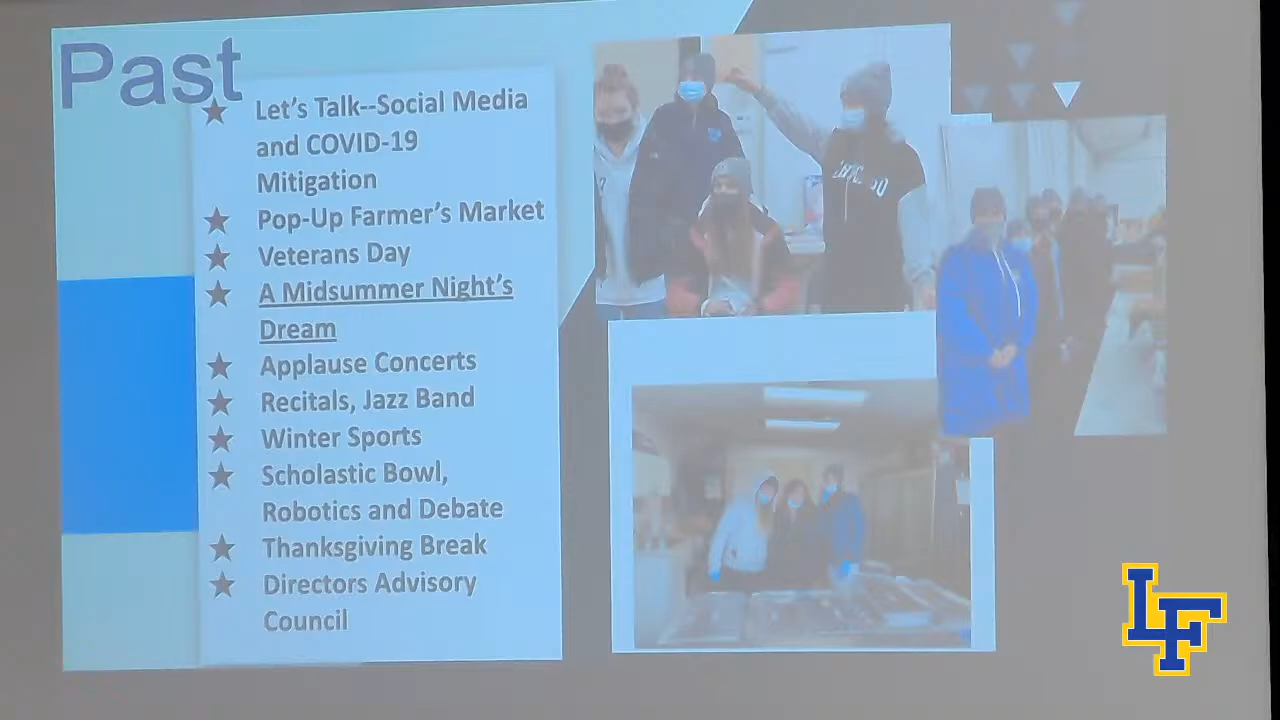 Past
Let's Talk--Social Media
and COVID-19
Mitigation
Pop-Up Farmer's Market
Veterans Day
A Midsummer Night's
Dream
Applause Concerts
Recitals, Jazz Band
Winter Sports
Scholastic Bowl,
Robotics and Debate
Thanksgiving Break
Directors Advisory
Council
LF